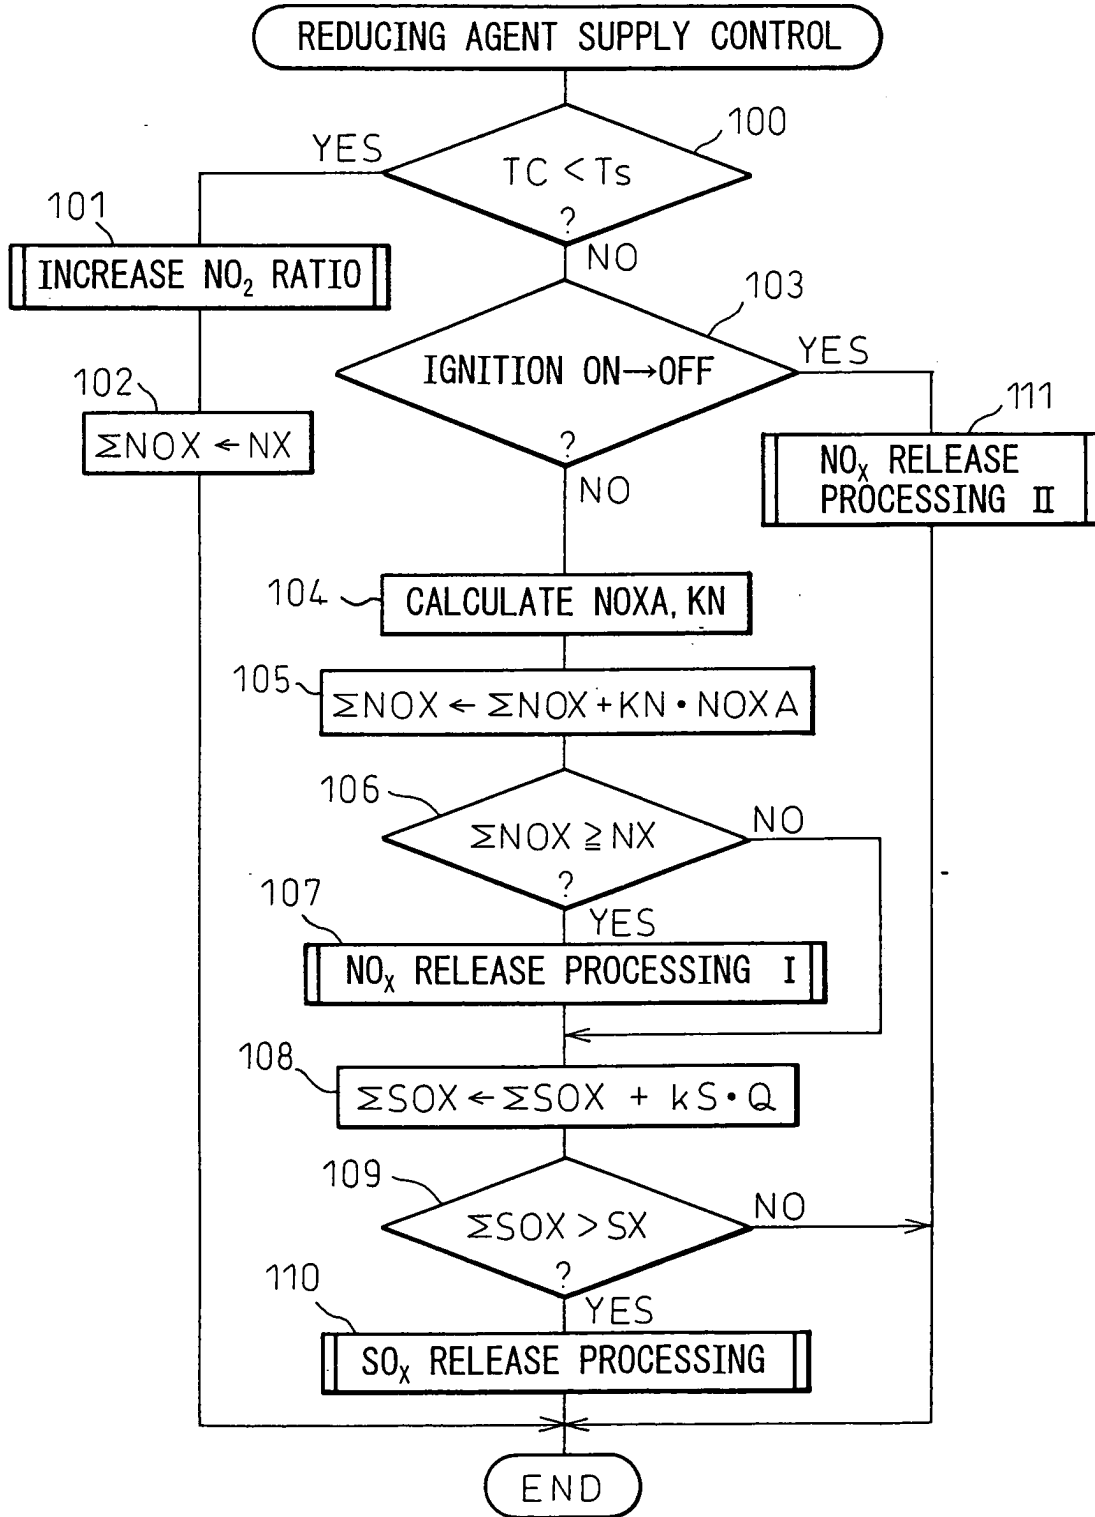 REDUCING AGENT SUPPLY CONTROL
100
YES
TC < Ts
?
NO
101
INCREASE NO₂ RATIO
103
IGNITION ON→OFF
?
YES
NO
102
ΣNOX ← NX
111
NOₓ RELEASE
PROCESSING Ⅱ
104
CALCULATE NOXA, KN
105
ΣNOX ← ΣNOX + KN • NOXA
106
ΣNOX ≧ NX
?
NO
YES
107
NOₓ RELEASE PROCESSING Ⅰ
108
ΣSOX ← ΣSOX + kS • Q
109
ΣSOX > SX
?
NO
YES
110
SOₓ RELEASE PROCESSING
END